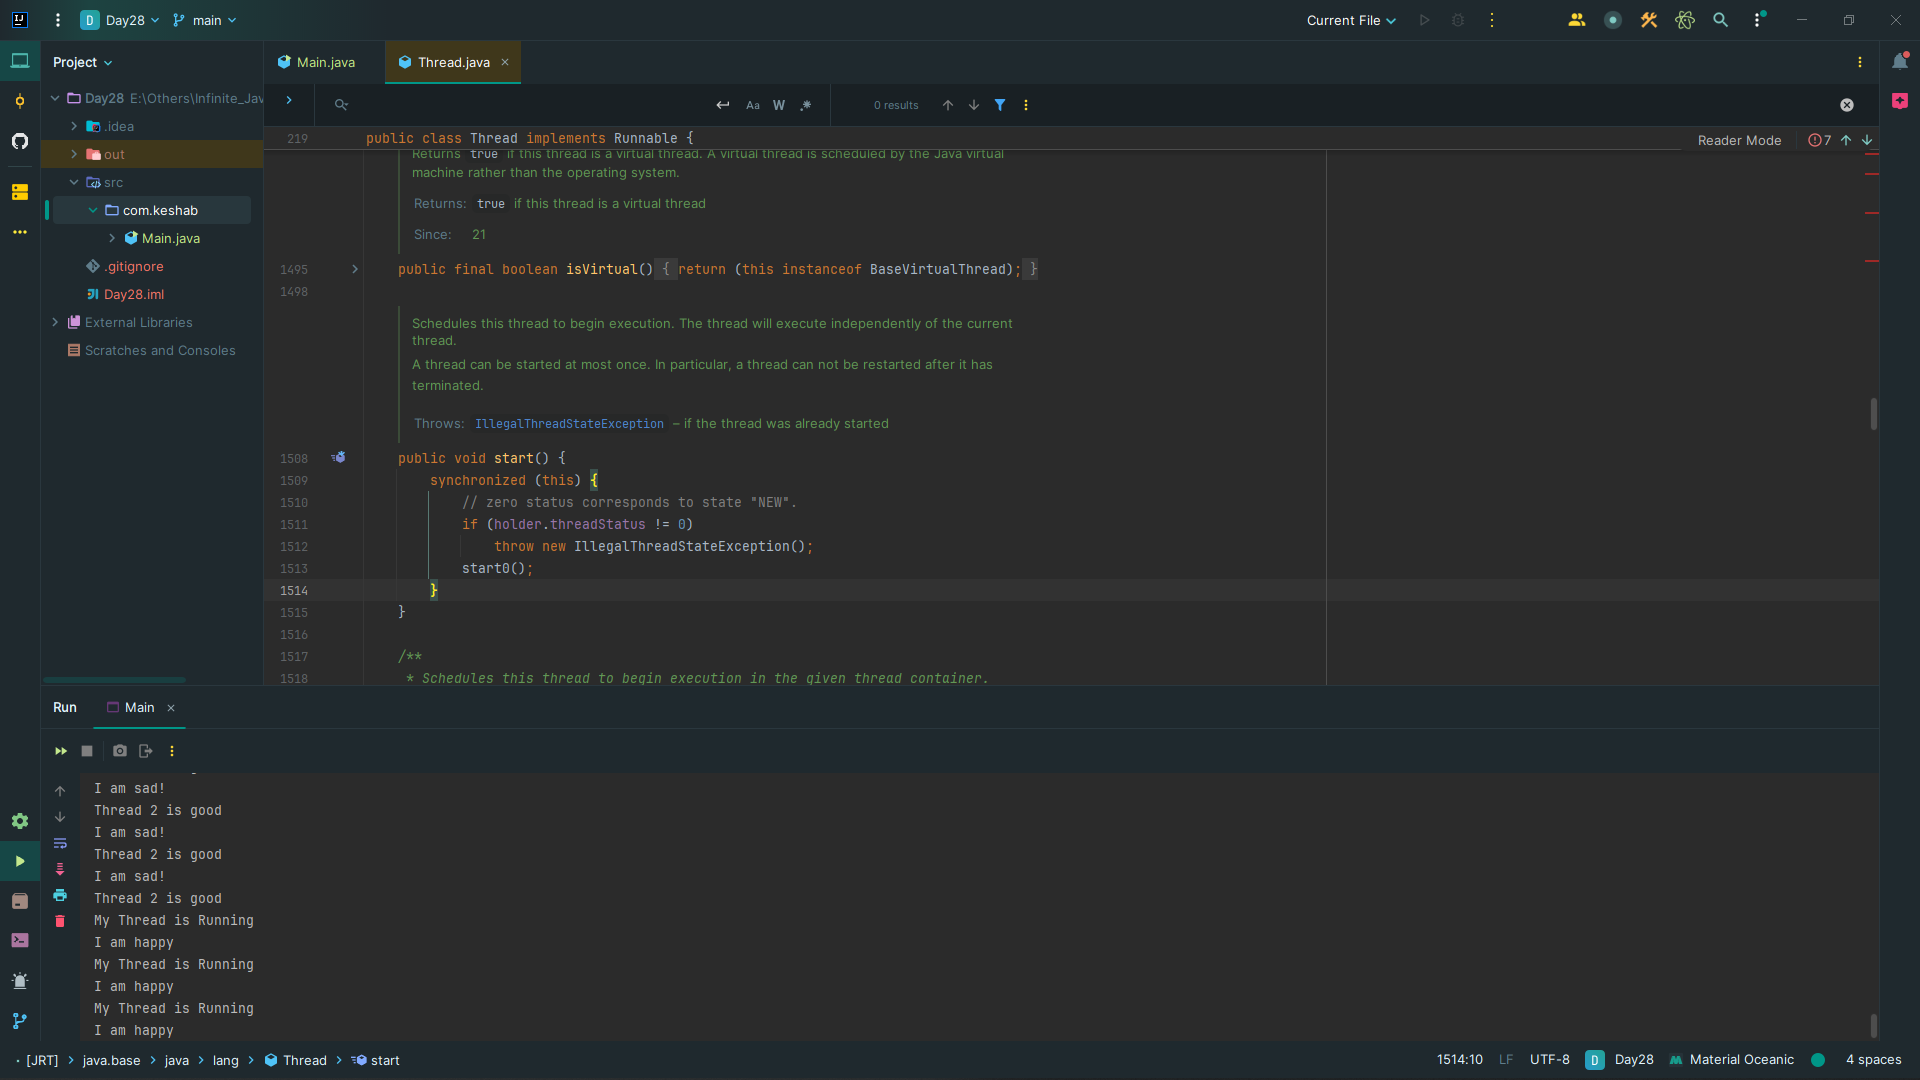 D Day28 main
Current File
Project
Main.java
Thread.java
Day28 E:\Others\Infinite_Jav
.idea
out
src
com.keshab
Main.java
.gitignore
Day28.iml
External Libraries
Scratches and Consoles
Aa W .* 0 results
219 public class Thread implements Runnable {
Reader Mode 7
Returns true if this thread is a virtual thread. A virtual thread is scheduled by the Java virtual
machine rather than the operating system.
Returns: true if this thread is a virtual thread
Since: 21
1495 public final boolean isVirtual() { return (this instanceof BaseVirtualThread); }
1498
Schedules this thread to begin execution. The thread will execute independently of the current
thread.
A thread can be started at most once. In particular, a thread can not be restarted after it has
terminated.
Throws: IllegalThreadStateException – if the thread was already started
1508 public void start() {
1509 synchronized (this) {
1510 // zero status corresponds to state "NEW".
1511 if (holder.threadStatus != 0)
1512 throw new IllegalThreadStateException();
1513 start0();
1514 }
1515 }
1516
1517 /**
1518 * Schedules this thread to begin execution in the given thread container.
Run Main
I am sad!
Thread 2 is good
I am sad!
Thread 2 is good
I am sad!
Thread 2 is good
My Thread is Running
I am happy
My Thread is Running
I am happy
My Thread is Running
I am happy
[JRT] java.base java lang Thread start
1514:10 LF UTF-8 D Day28 Material Oceanic 4 spaces